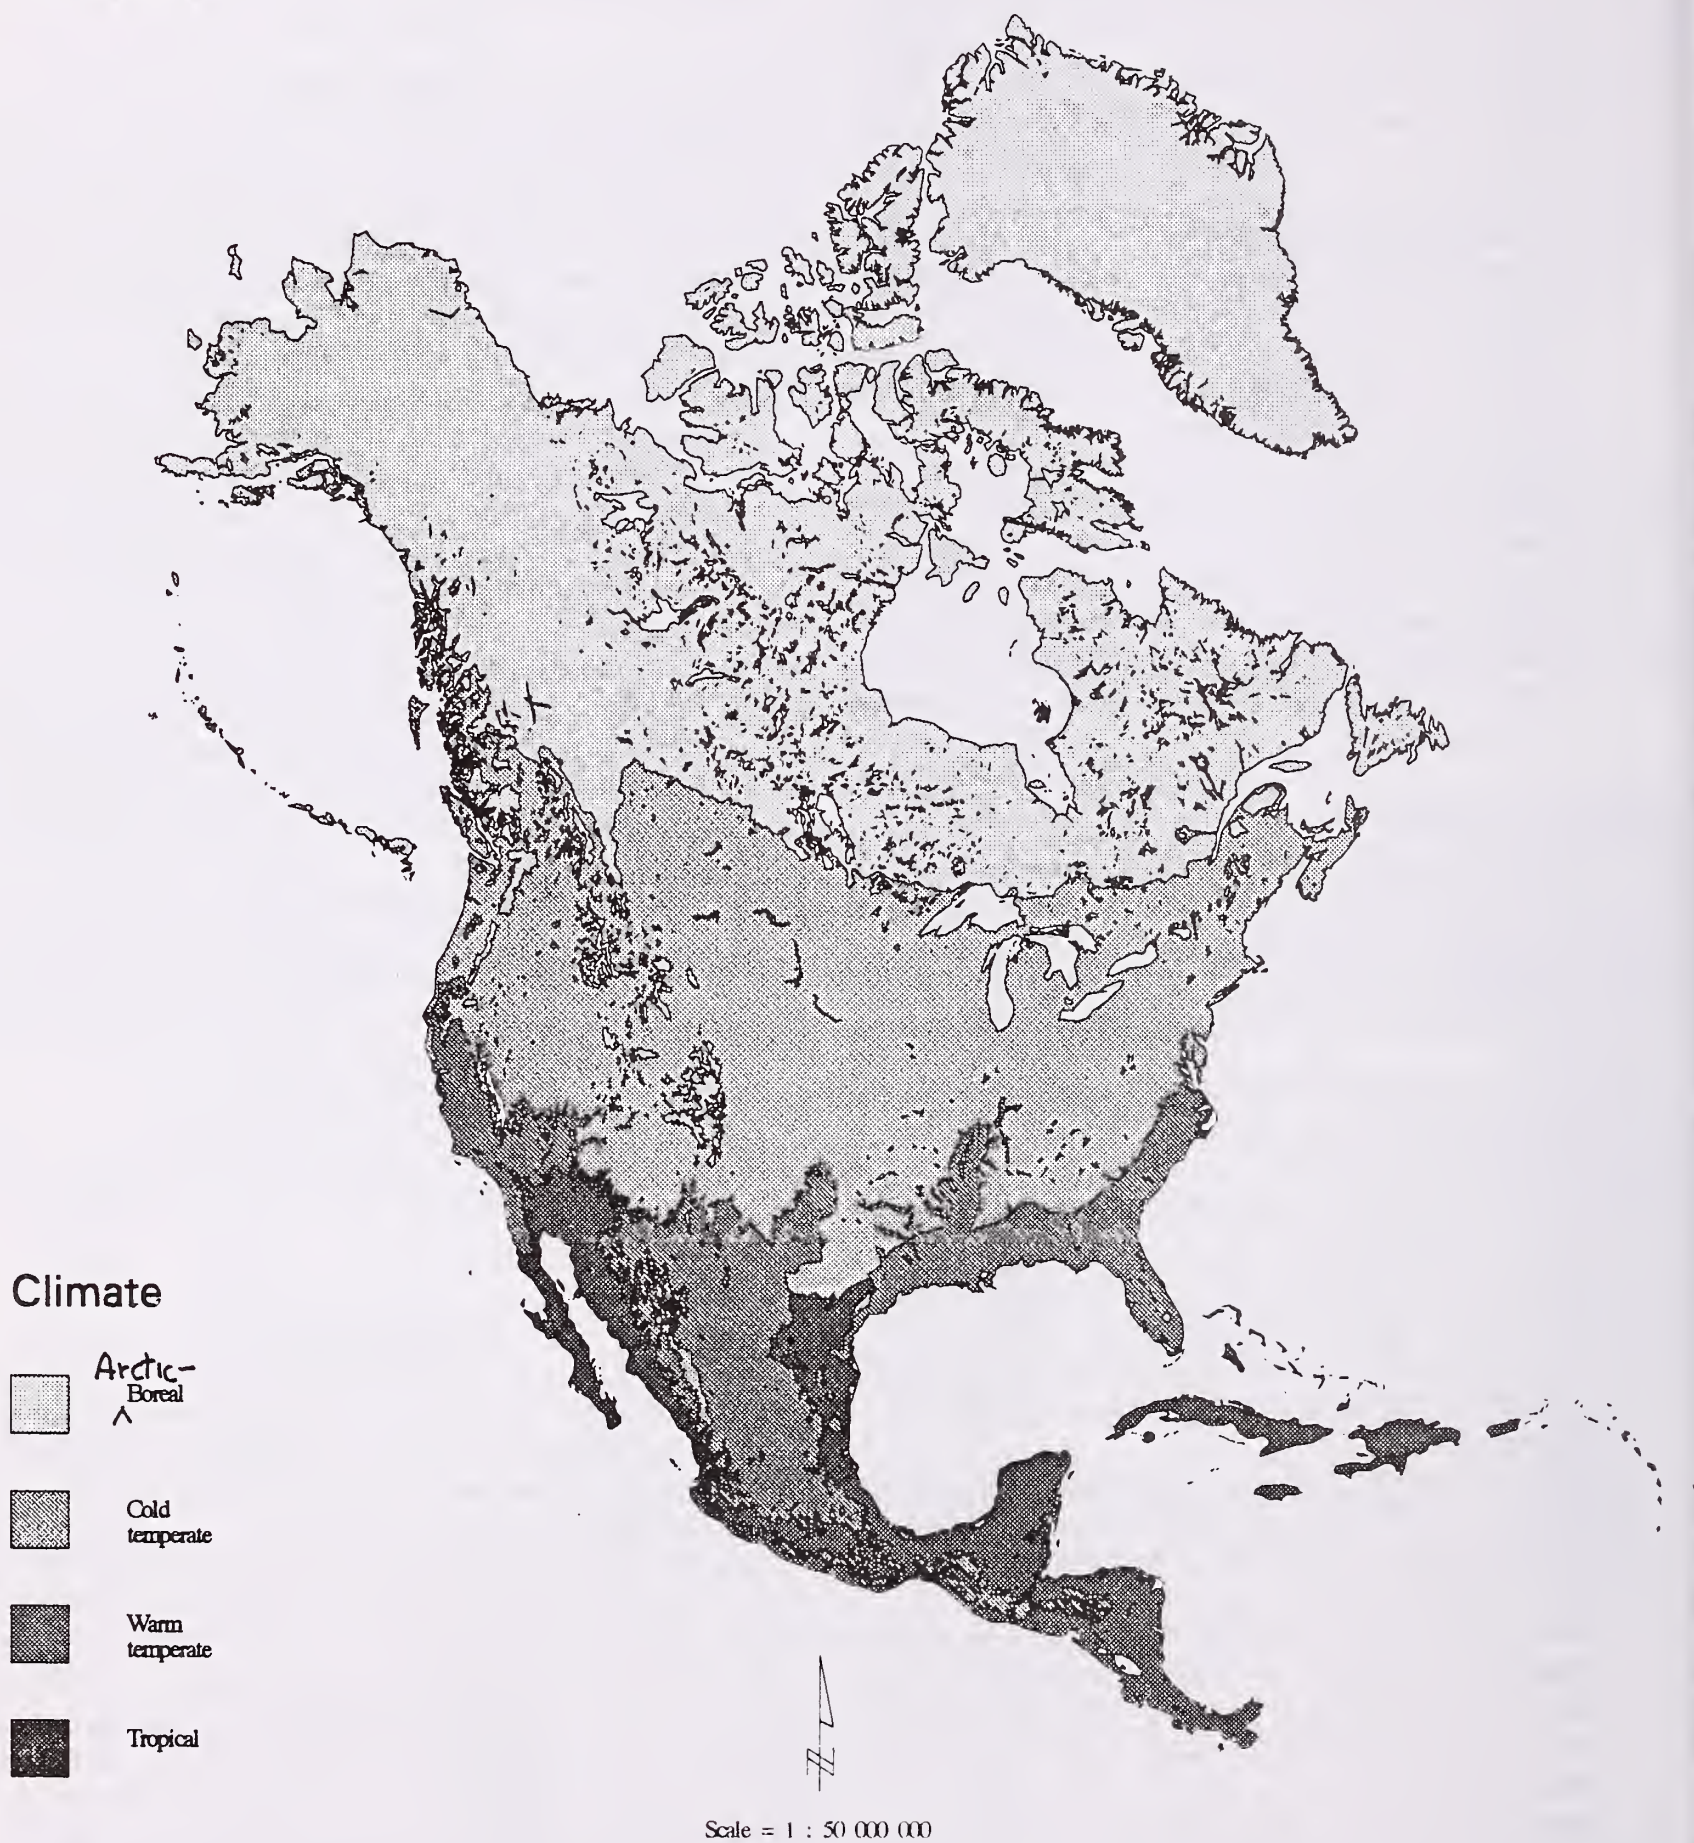 Climate
Arctic-
Boreal
^
Cold
temperate
Warm
temperate
Tropical
N
Scale = 1 : 50 000 000